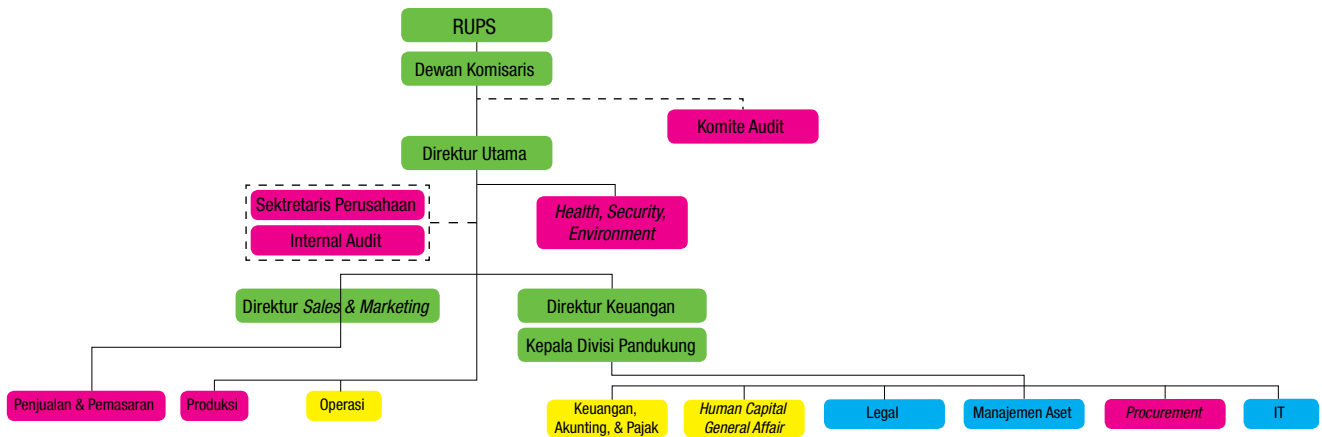 RUPS
Dewan Komisaris
Komite Audit
Direktur Utama
Sektretaris Perusahaan
Internal Audit
Health, Security,
Environment
Direktur Sales & Marketing
Direktur Keuangan
Kepala Divisi Pandukung
Penjualan & Pemasaran
Produksi
Operasi
Keuangan,
Akunting, & Pajak
Human Capital
General Affair
Legal
Manajemen Aset
Procurement
IT